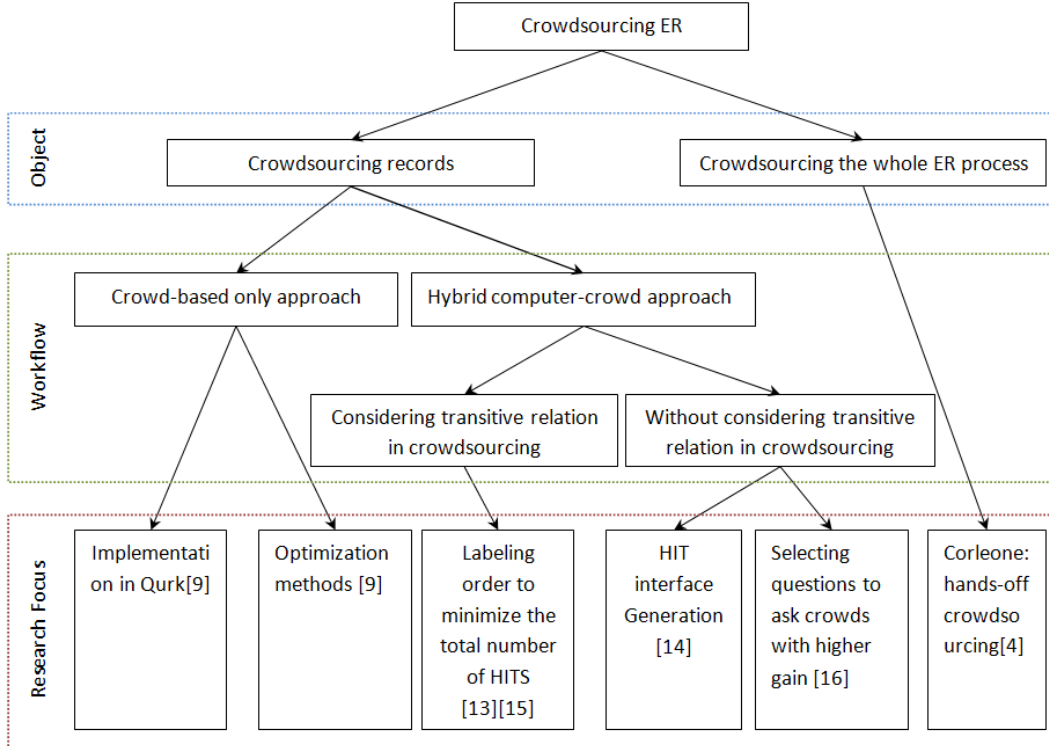 Crowdsourcing ER
Object
Crowdsourcing records
Crowdsourcing the whole ER process
Workflow
Crowd-based only approach
Hybrid computer-crowd approach
Considering transitive relation
in crowdsourcing
Without considering transitive
relation in crowdsourcing
Research Focus
Implementati
on in Qurk[9]
Optimization
methods [9]
Labeling
order to
minimize the
total number
of HITS
[13][15]
HIT
interface
Generation
[14]
Selecting
questions to
ask crowds
with higher
gain [16]
Corleone:
hands-off
crowdso
urcing[4]